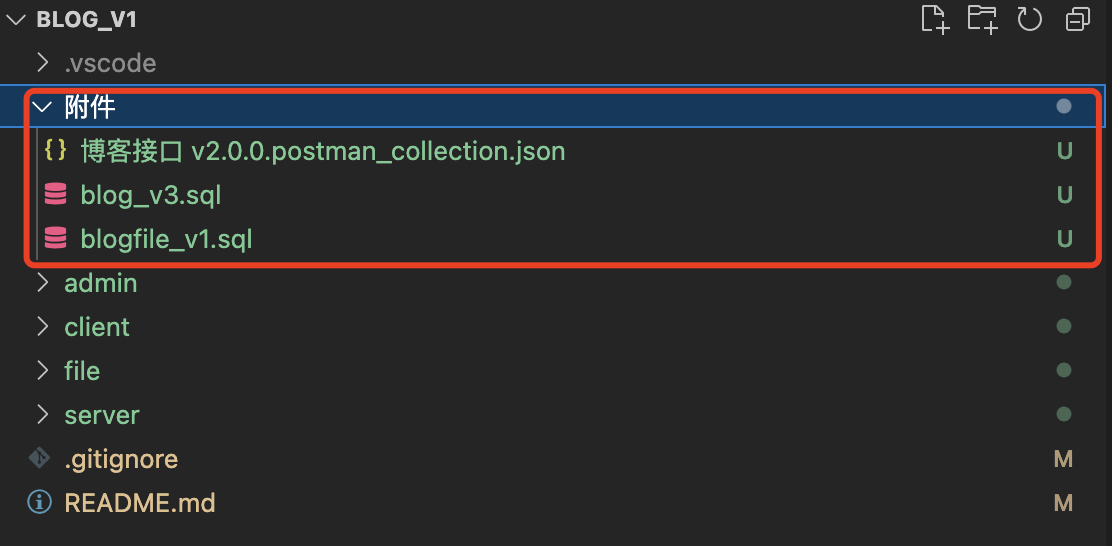 BLOG_V1
.vscode
附件
{} 博客接口 v2.0.0.postman_collection.json U
blog_v3.sql U
blogfile_v1.sql U
admin
client
file
server
.gitignore M
README.md M